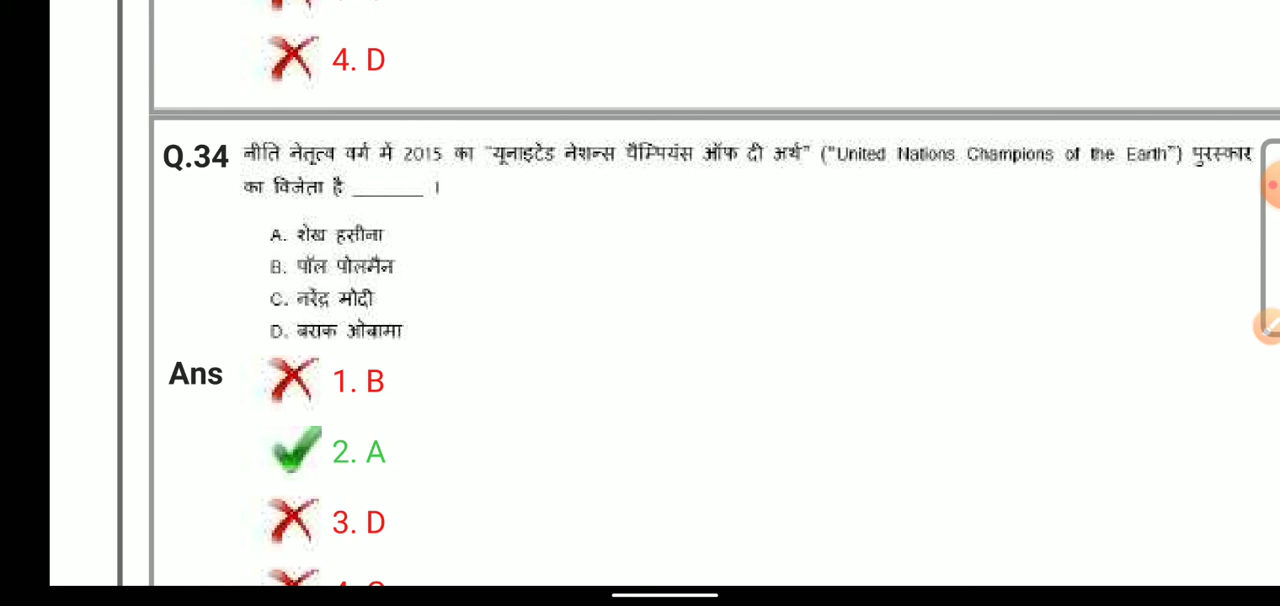 4. D
Q.34 नीति नेतृत्व वर्ग में 2015 का "यूनाइटेड नेशन्स चैम्पियंस ऑफ दी अर्थ" ("United Nations Champions of the Earth") पुरस्कार
का विजेता है ______ ।
A. शेख हसीना
B. पॉल पोलमैन
C. नरेंद्र मोदी
D. बराक ओबामा
Ans
1. B
2. A
3. D